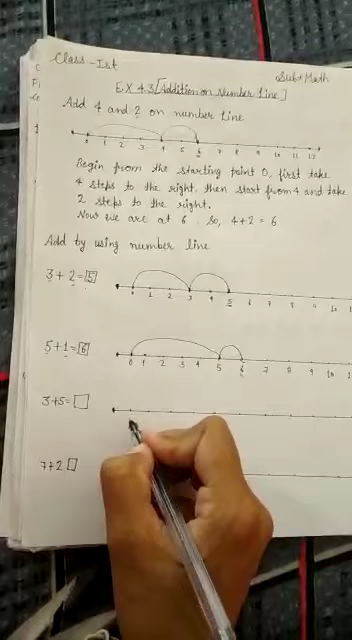 Class-Ist
Sub+Math
EX 4.3 [Addition on Number Line]
Add 4 and 2 on number line
0 1 2 3 4 5 6 7 8 9 10 11 12
Begin from the starting point 0, first take
4 steps to the right. then start from 4 and take
2 steps to the right.
Now we are at 6. So, 4+2=6
Add by using number line
3+2=5
0 1 2 3 4 5 6 7 8 9 10
5+1=6
0 1 2 3 4 5 6 7 8 9 10
3+5=
7+2